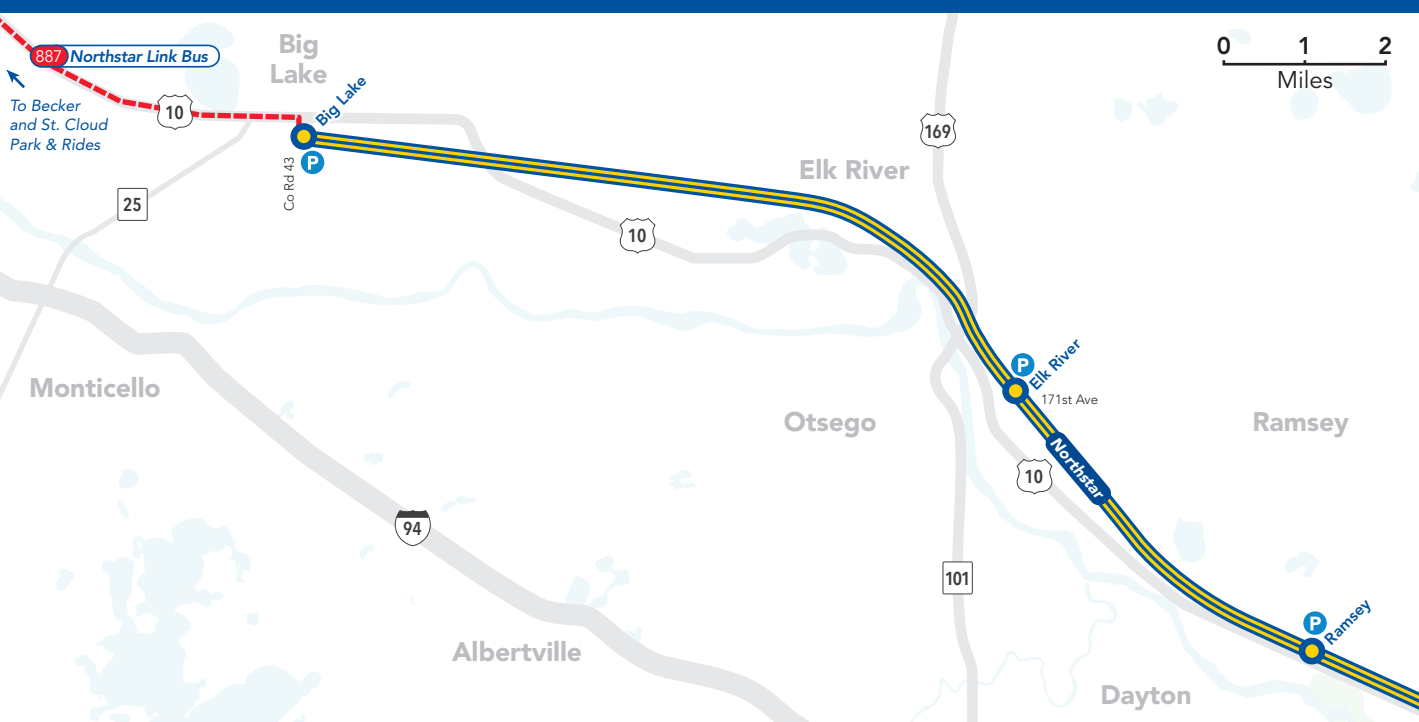 887 Northstar Link Bus
To Becker
and St. Cloud
Park & Rides
10
Big
Lake
Big Lake
P
Co Rd 43
25
0 1 2
Miles
169
Elk River
10
Monticello
Otsego
P
Elk River
171st Ave
Ramsey
Northstar
10
94
101
Albertville
P
Ramsey
Dayton